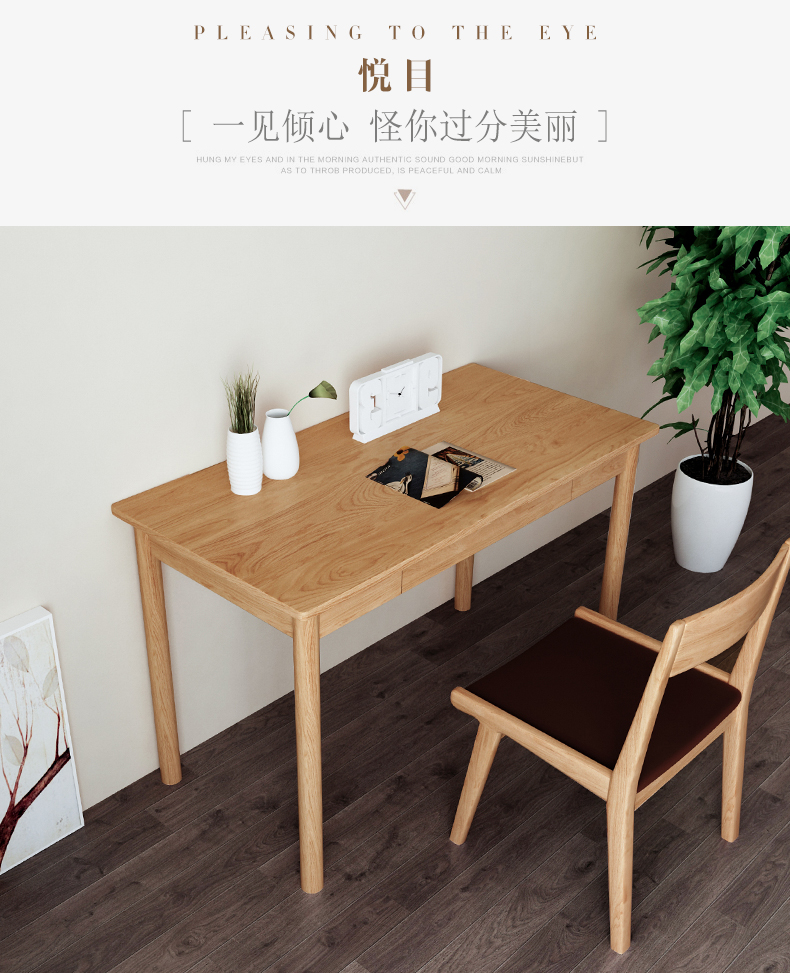 PLEASING TO THE EYE
悦目
[ 一见倾心 怪你过分美丽 ]
HUNG MY EYES AND IN THE MORNING AUTHENTIC SOUND GOOD MORNING SUNSHINEBUT
AS TO THROB PRODUCED, IS PEACEFUL AND CALM